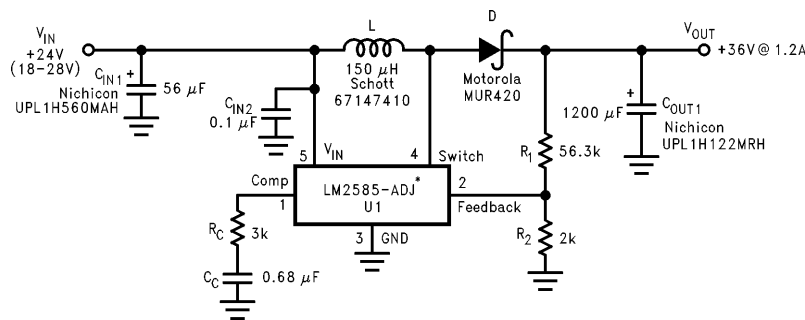 V_IN
+24V
(18-28V)
C_IN1 +
Nichicon
UPL1H560MAH
56 µF
C_IN2
0.1 µF
L
150 µH
Schott
67147410
D
Motorola
MUR420
V_OUT
+36V @ 1.2A
+
1200 µF
C_OUT1
Nichicon
UPL1H122MRH
R_1
56.3k
R_2
2k
5
V_IN
4
Switch
Comp
1
LM2585-ADJ*
U1
2
Feedback
3
GND
R_C
3k
C_C
0.68 µF